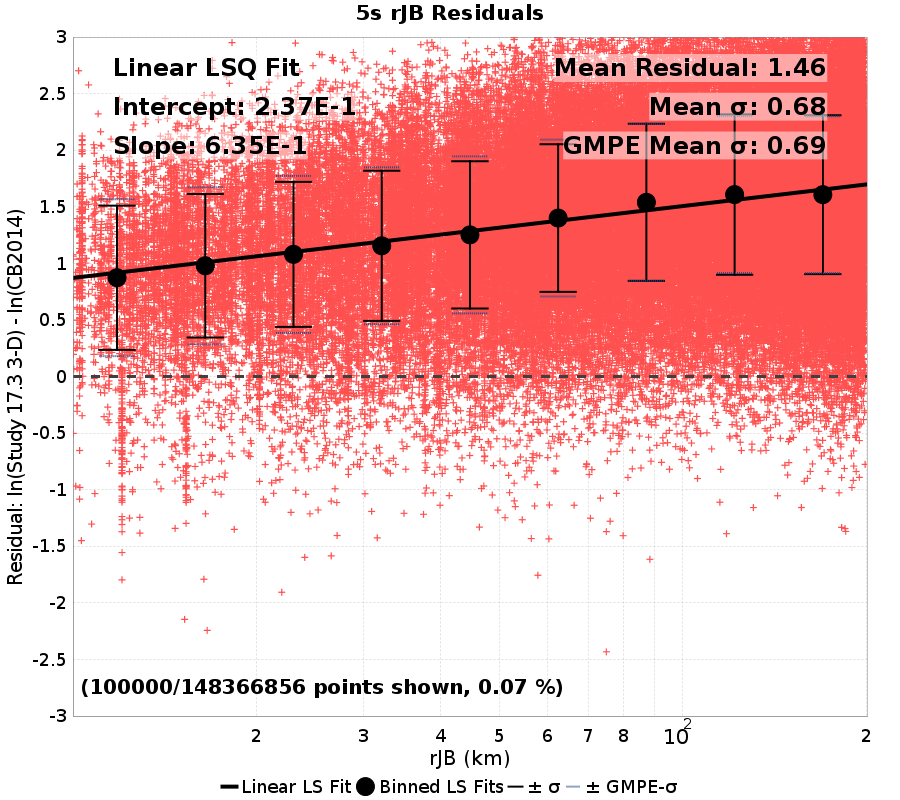 5s rJB Residuals
Linear LSQ Fit
Intercept: 2.37E-1
Slope: 6.35E-1
Mean Residual: 1.46
Mean σ: 0.68
GMPE Mean σ: 0.69
Residual: ln(Study 17.3 3-D) - ln(CB2014)
3
2.5
2
1.5
1
0.5
0
-0.5
-1
-1.5
-2
-2.5
-3
(100000/148366856 points shown, 0.07 %)
2 3 4 5 6 7 8 10² 2
rJB (km)
Linear LS Fit Binned LS Fits ± σ ± GMPE-σ